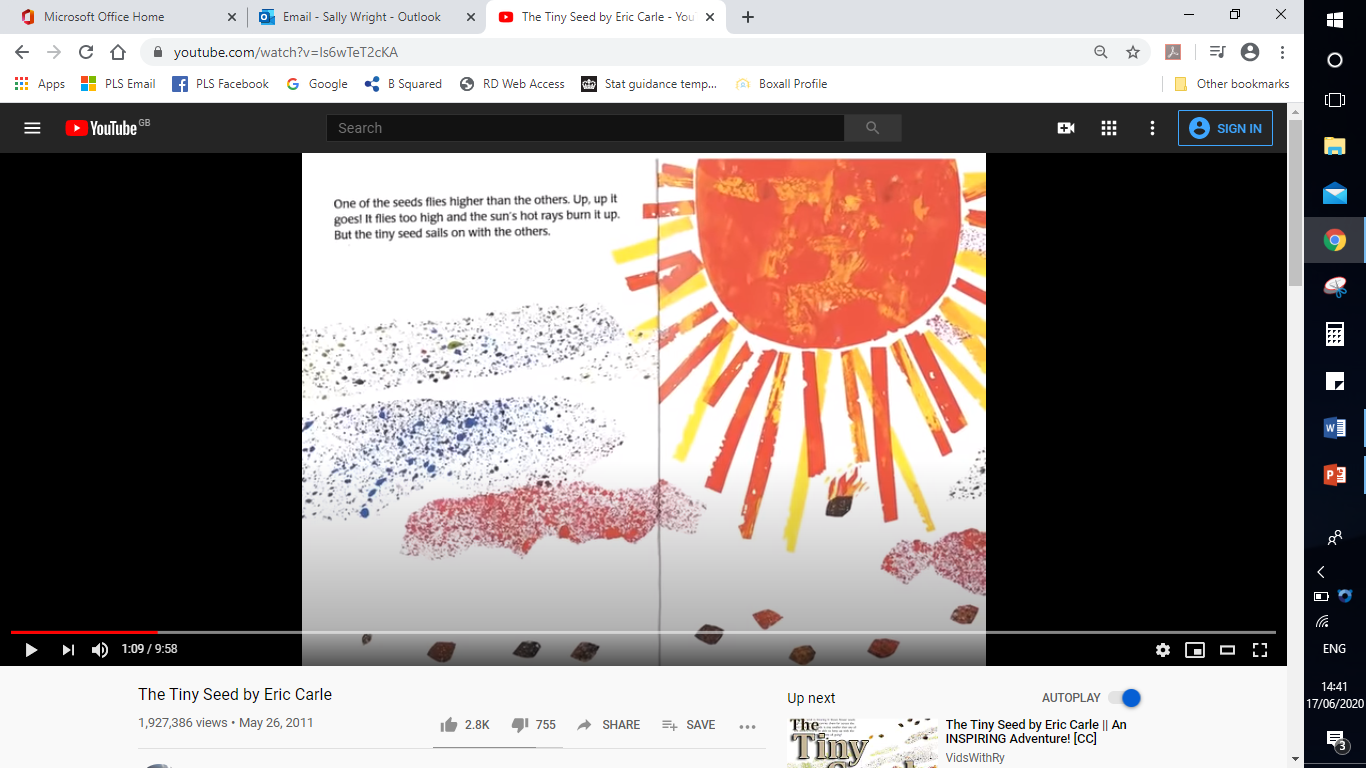 Microsoft Office Home
Email - Sally Wright - Outlook
The Tiny Seed by Eric Carle - You
youtube.com/watch?v=ls6wTeT2cKA
Apps
PLS Email
PLS Facebook
Google
B Squared
RD Web Access
Stat guidance temp...
Boxall Profile
Other bookmarks
YouTube GB
Search
SIGN IN
One of the seeds flies higher than the others. Up, up it
goes! It flies too high and the sun's hot rays burn it up.
But the tiny seed sails on with the others.
1:09 / 9:58
ENG
14:41
17/06/2020
3
The Tiny Seed by Eric Carle
1,927,386 views • May 26, 2011
2.8K
755
SHARE
SAVE
Up next
AUTOPLAY
The
Tiny
The Tiny Seed by Eric Carle || An
INSPIRING Adventure! [CC]
VidsWithRy